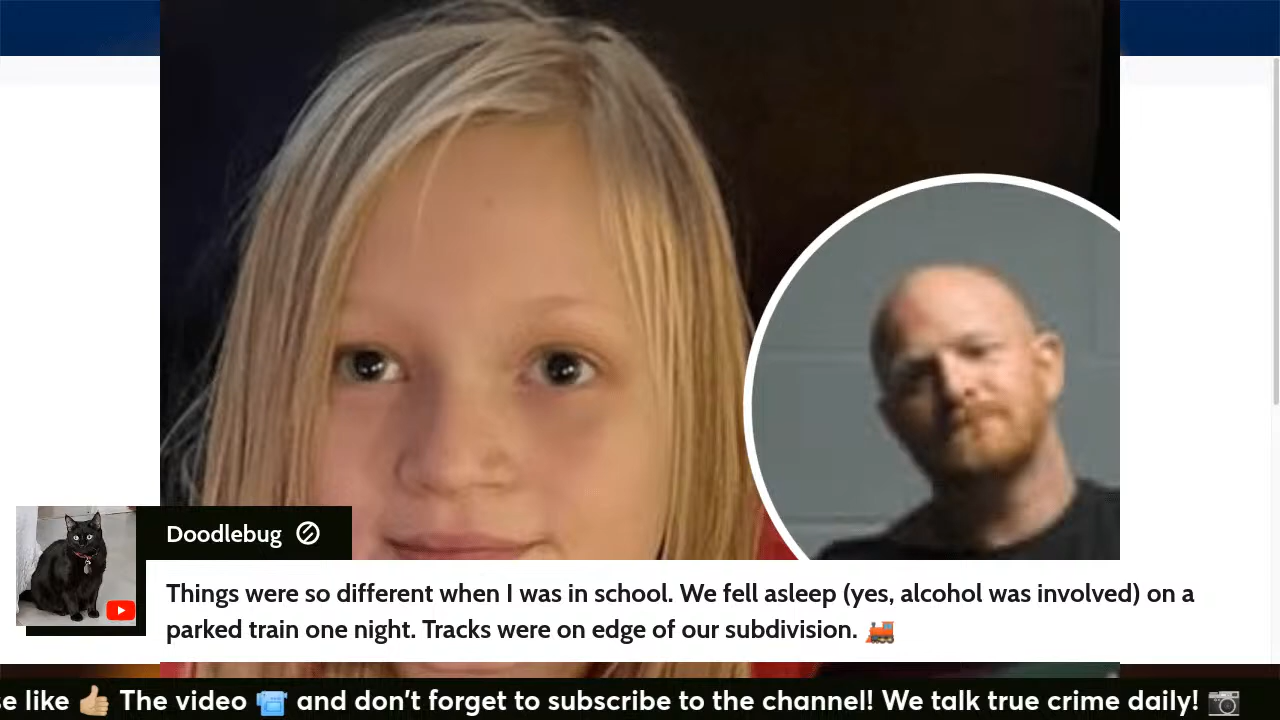 Doodlebug
Things were so different when I was in school. We fell asleep (yes, alcohol was involved) on a
parked train one night. Tracks were on edge of our subdivision. 🚂
se like 👍🏼 The video 📹 and don't forget to subscribe to the channel! We talk true crime daily! 📷